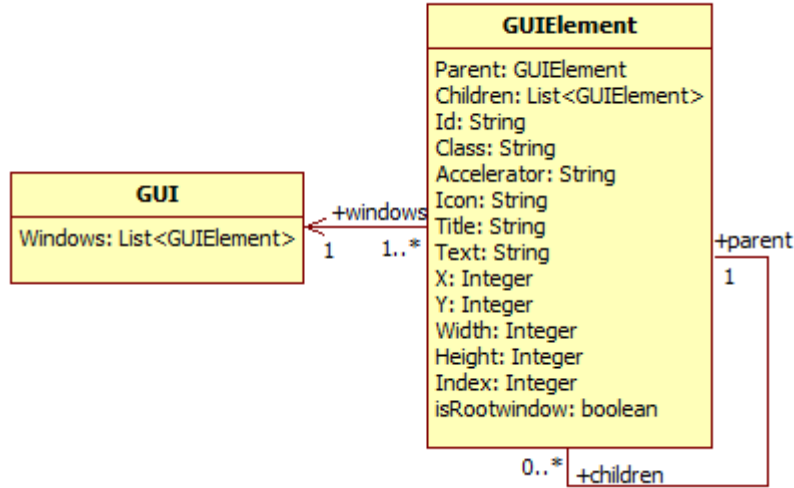 GUIElement
Parent: GUIElement
Children: List<GUIElement>
Id: String
Class: String
Accelerator: String
Icon: String
Title: String
Text: String
X: Integer
Y: Integer
Width: Integer
Height: Integer
Index: Integer
isRootwindow: boolean
GUI
Windows: List<GUIElement>
+windows
1
1..*
+parent
1
0..*
+children